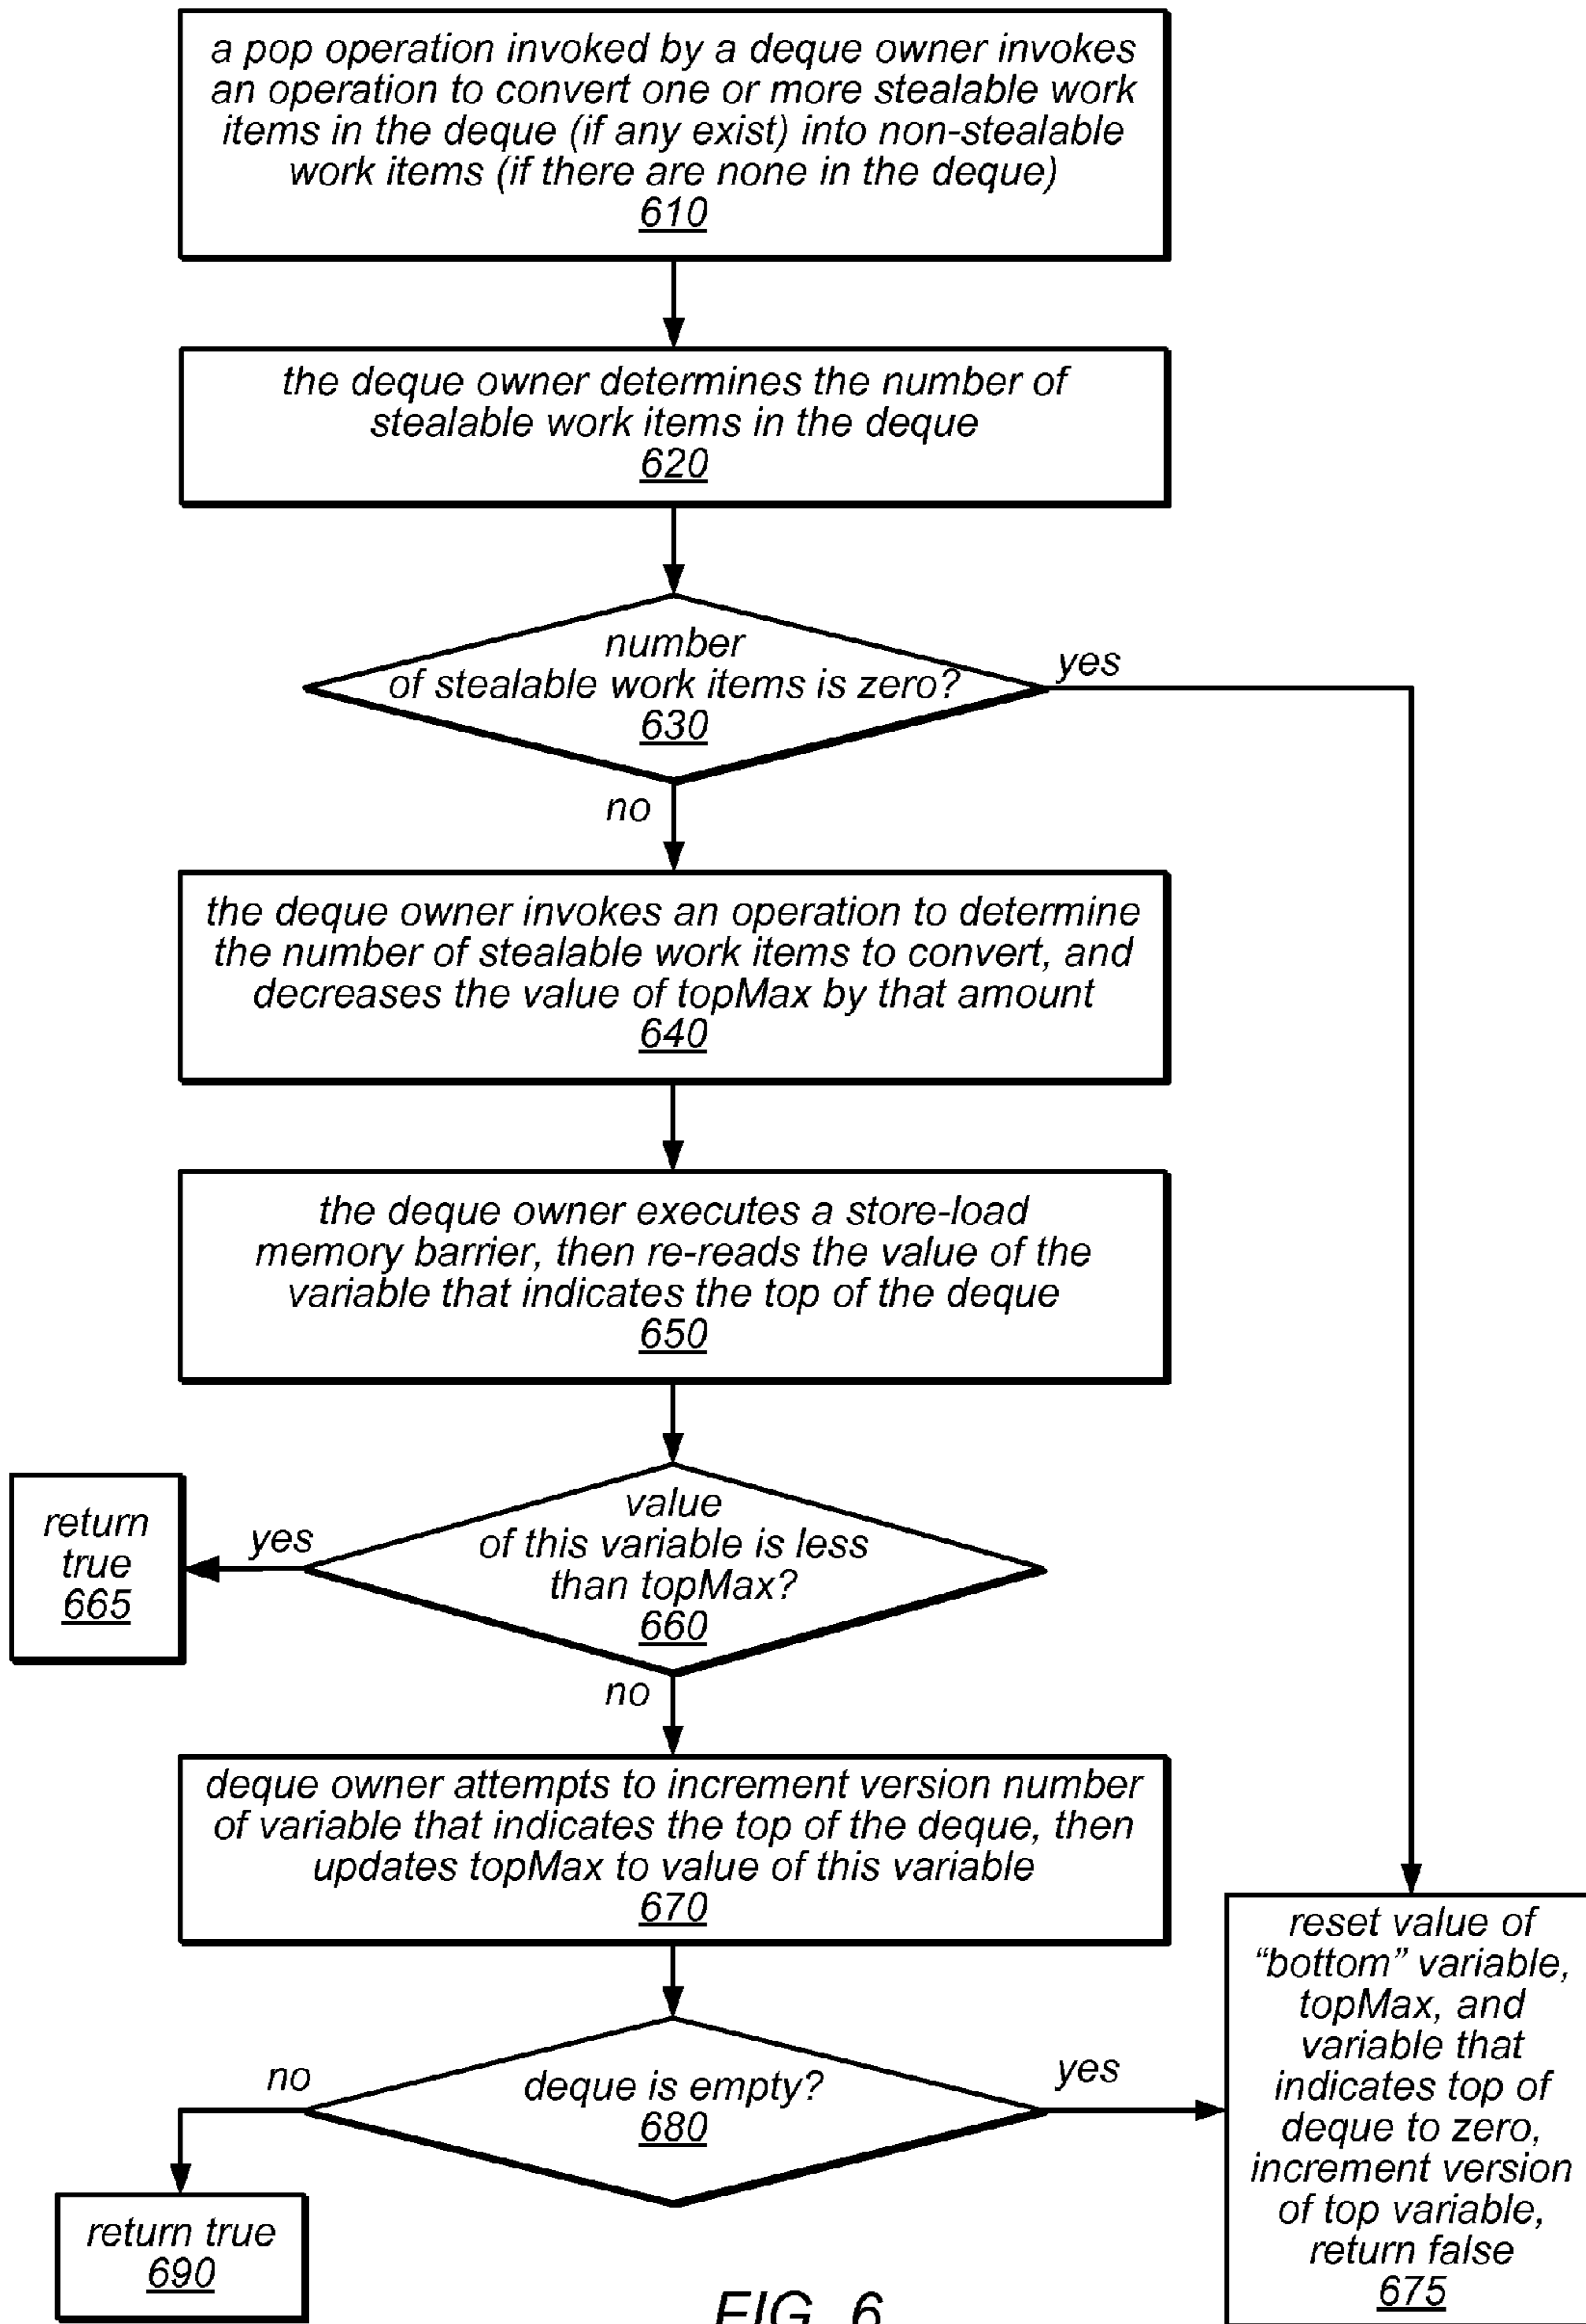 a pop operation invoked by a deque owner invokes
an operation to convert one or more stealable work
items in the deque (if any exist) into non-stealable
work items (if there are none in the deque)
610
the deque owner determines the number of
stealable work items in the deque
620
number
of stealable work items is zero?
630
yes
no
the deque owner invokes an operation to determine
the number of stealable work items to convert, and
decreases the value of topMax by that amount
640
the deque owner executes a store-load
memory barrier, then re-reads the value of the
variable that indicates the top of the deque
650
value
of this variable is less
than topMax?
660
yes
return
true
665
no
deque owner attempts to increment version number
of variable that indicates the top of the deque, then
updates topMax to value of this variable
670
deque is empty?
680
no
yes
return true
690
reset value of
“bottom” variable,
topMax, and
variable that
indicates top of
deque to zero,
increment version
of top variable,
return false
675
FIG. 6